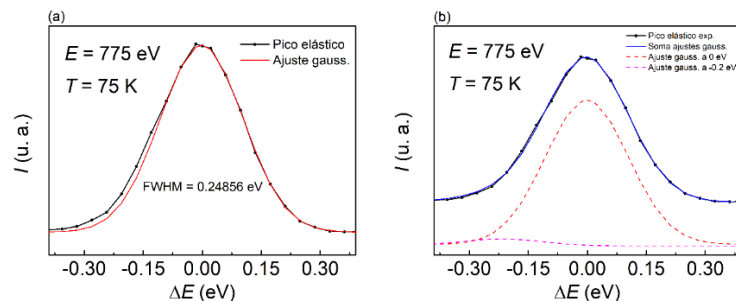 (a)
E = 775 eV
T = 75 K
Pico elástico
Ajuste gauss.
FWHM = 0.24856 eV
I (u. a.)
-0.30 -0.15 0.00 0.15 0.30
ΔE (eV)
(b)
E = 775 eV
T = 75 K
Pico elástico exp.
Soma ajustes gauss.
Ajuste gauss. a 0 eV
Ajuste gauss. a -0.2 eV
I (u. a.)
-0.30 -0.15 0.00 0.15 0.30
ΔE (eV)